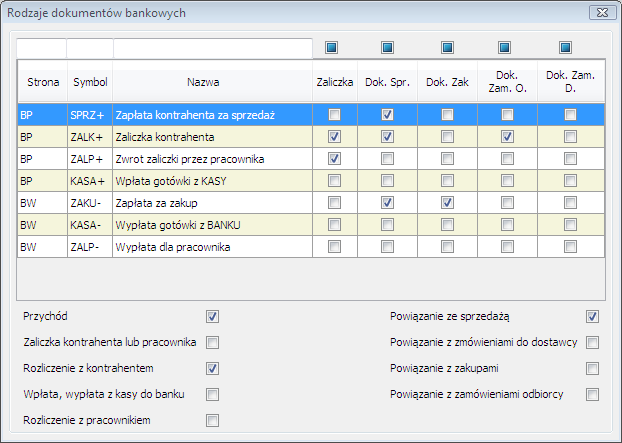 Rodzaje dokumentów bankowych
Strona Symbol Nazwa Zaliczka Dok. Spr. Dok. Zak Dok. Zam. O. Dok. Zam. D.
BP SPRZ+ Zapłata kontrahenta za sprzedaż
BP ZALK+ Zaliczka kontrahenta
BP ZALP+ Zwrot zaliczki przez pracownika
BP KASA+ Wpłata gotówki z KASY
BW ZAKU- Zapłata za zakup
BW KASA- Wypłata gotówki z BANKU
BW ZALP- Wypłata dla pracownika
Przychód Powiązanie ze sprzedażą
Zaliczka kontrahenta lub pracownika Powiązanie z zmówieniami do dostawcy
Rozliczenie z kontrahentem Powiązanie z zakupami
Wpłata, wypłata z kasy do banku Powiązanie z zamówieniami odbiorcy
Rozliczenie z pracownikiem